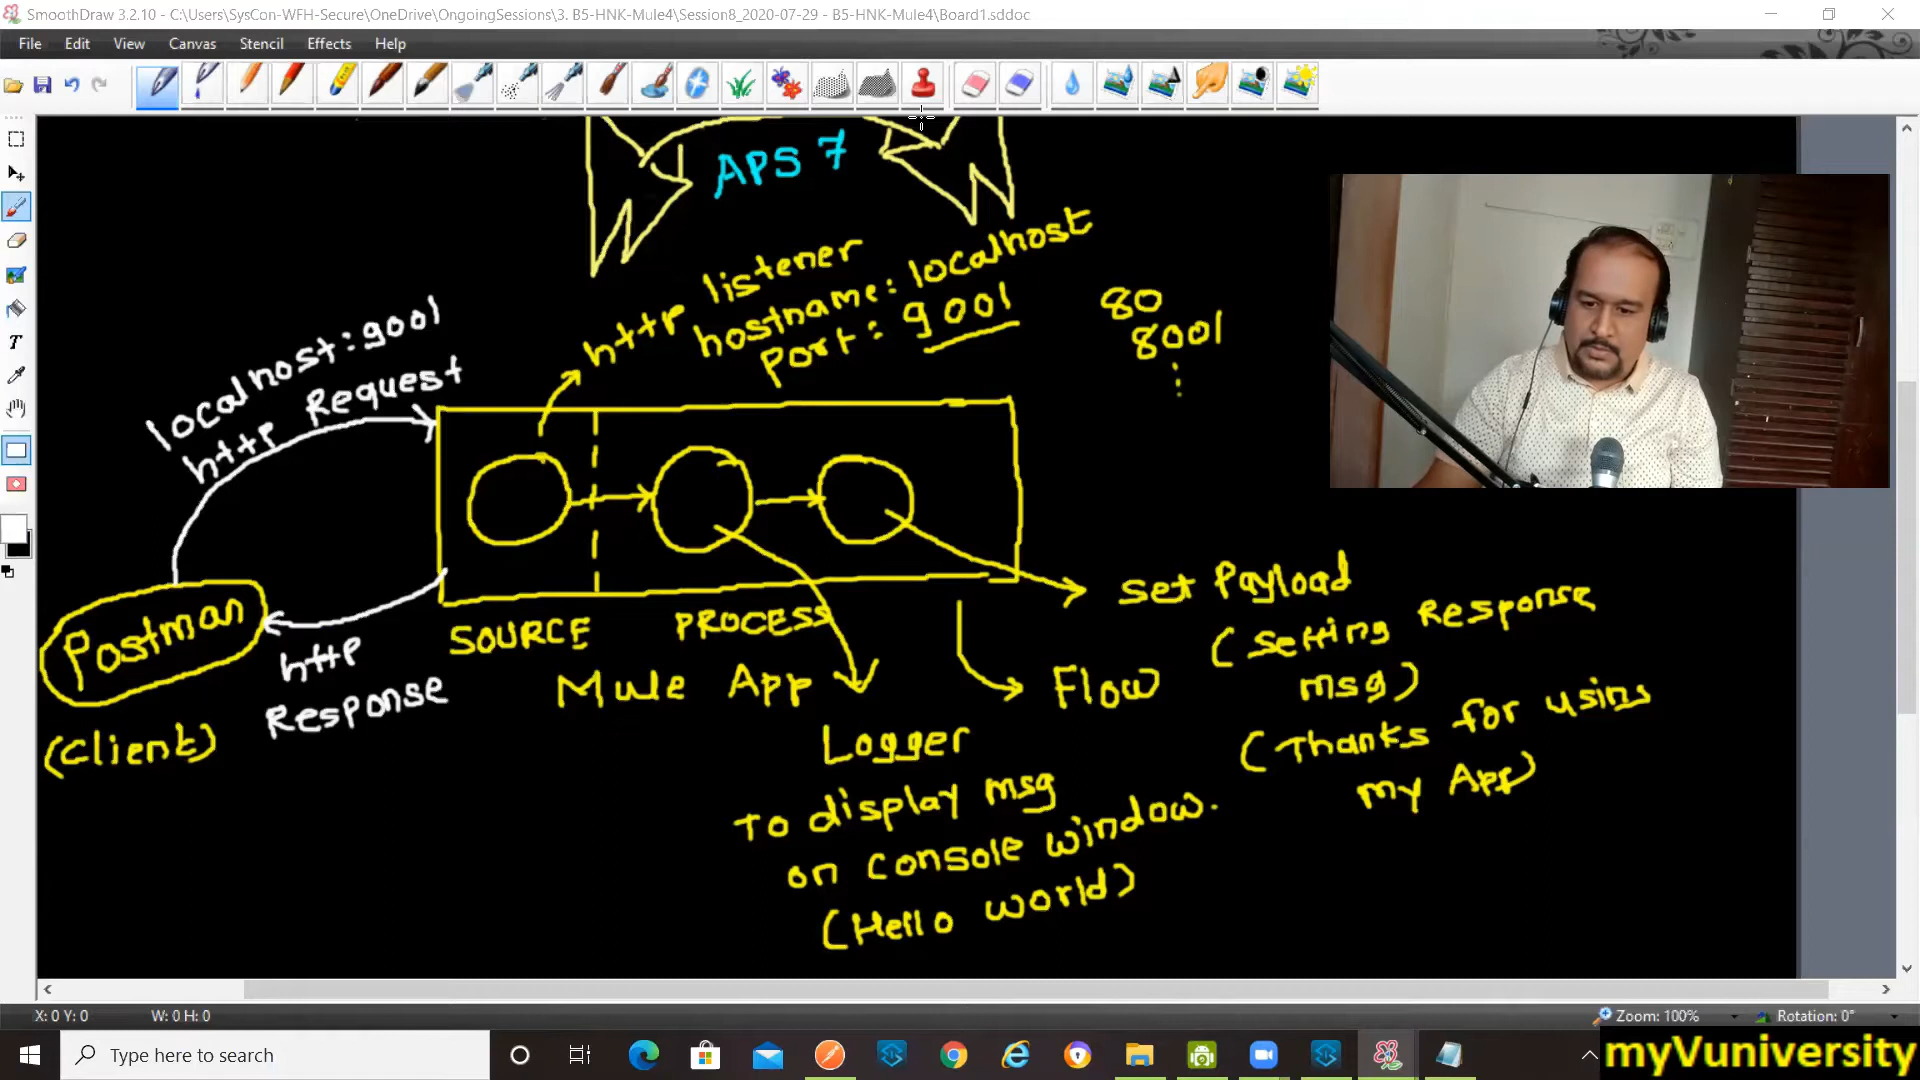 SmoothDraw 3.2.10 - C:\Users\SysCon-WFH-Secure\OneDrive\OngoingSessions\3. B5-HNK-Mule4\Session8_2020-07-29 - B5-HNK-Mule4\Board1.sddoc
File Edit View Canvas Stencil Effects Help
APS 7
http listener
hostname: localhost
Port: 9001
80
8001
localhost:9001
http Request
Postman
(Client)
http
Response
SOURCE PROCESS
Mule App
Flow
Set Payload
(Setting Response
msg)
(Thanks for using
my App)
Logger
To display msg
on console window.
(Hello world)
X: 0 Y: 0 W: 0 H: 0 Zoom: 100% Rotation: 0°
Type here to search
myVuniversity